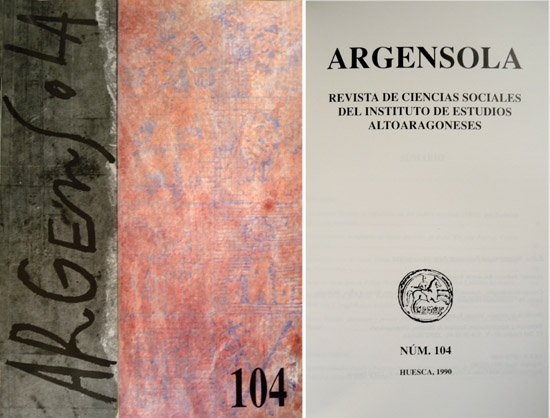 ARGENSOLA
104
ARGENSOLA
REVISTA DE CIENCIAS SOCIALES
DEL INSTITUTO DE ESTUDIOS
ALTOARAGONESES
NÚM. 104
HUESCA, 1990